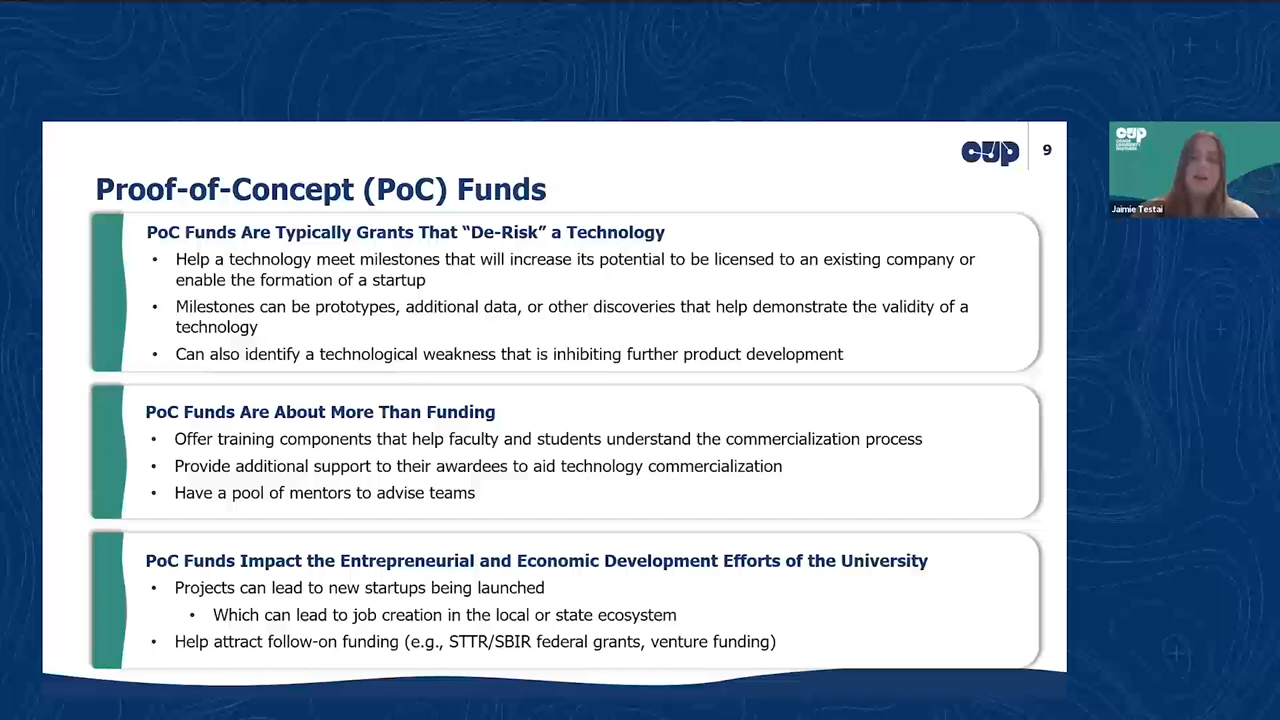 cup
9
Proof-of-Concept (PoC) Funds
PoC Funds Are Typically Grants That “De-Risk” a Technology
• Help a technology meet milestones that will increase its potential to be licensed to an existing company or
enable the formation of a startup
• Milestones can be prototypes, additional data, or other discoveries that help demonstrate the validity of a
technology
• Can also identify a technological weakness that is inhibiting further product development
PoC Funds Are About More Than Funding
• Offer training components that help faculty and students understand the commercialization process
• Provide additional support to their awardees to aid technology commercialization
• Have a pool of mentors to advise teams
PoC Funds Impact the Entrepreneurial and Economic Development Efforts of the University
• Projects can lead to new startups being launched
• Which can lead to job creation in the local or state ecosystem
• Help attract follow-on funding (e.g., STTR/SBIR federal grants, venture funding)
cup
OSAGE
UNIVERSITY
PARTNERS
Jaimie Testai